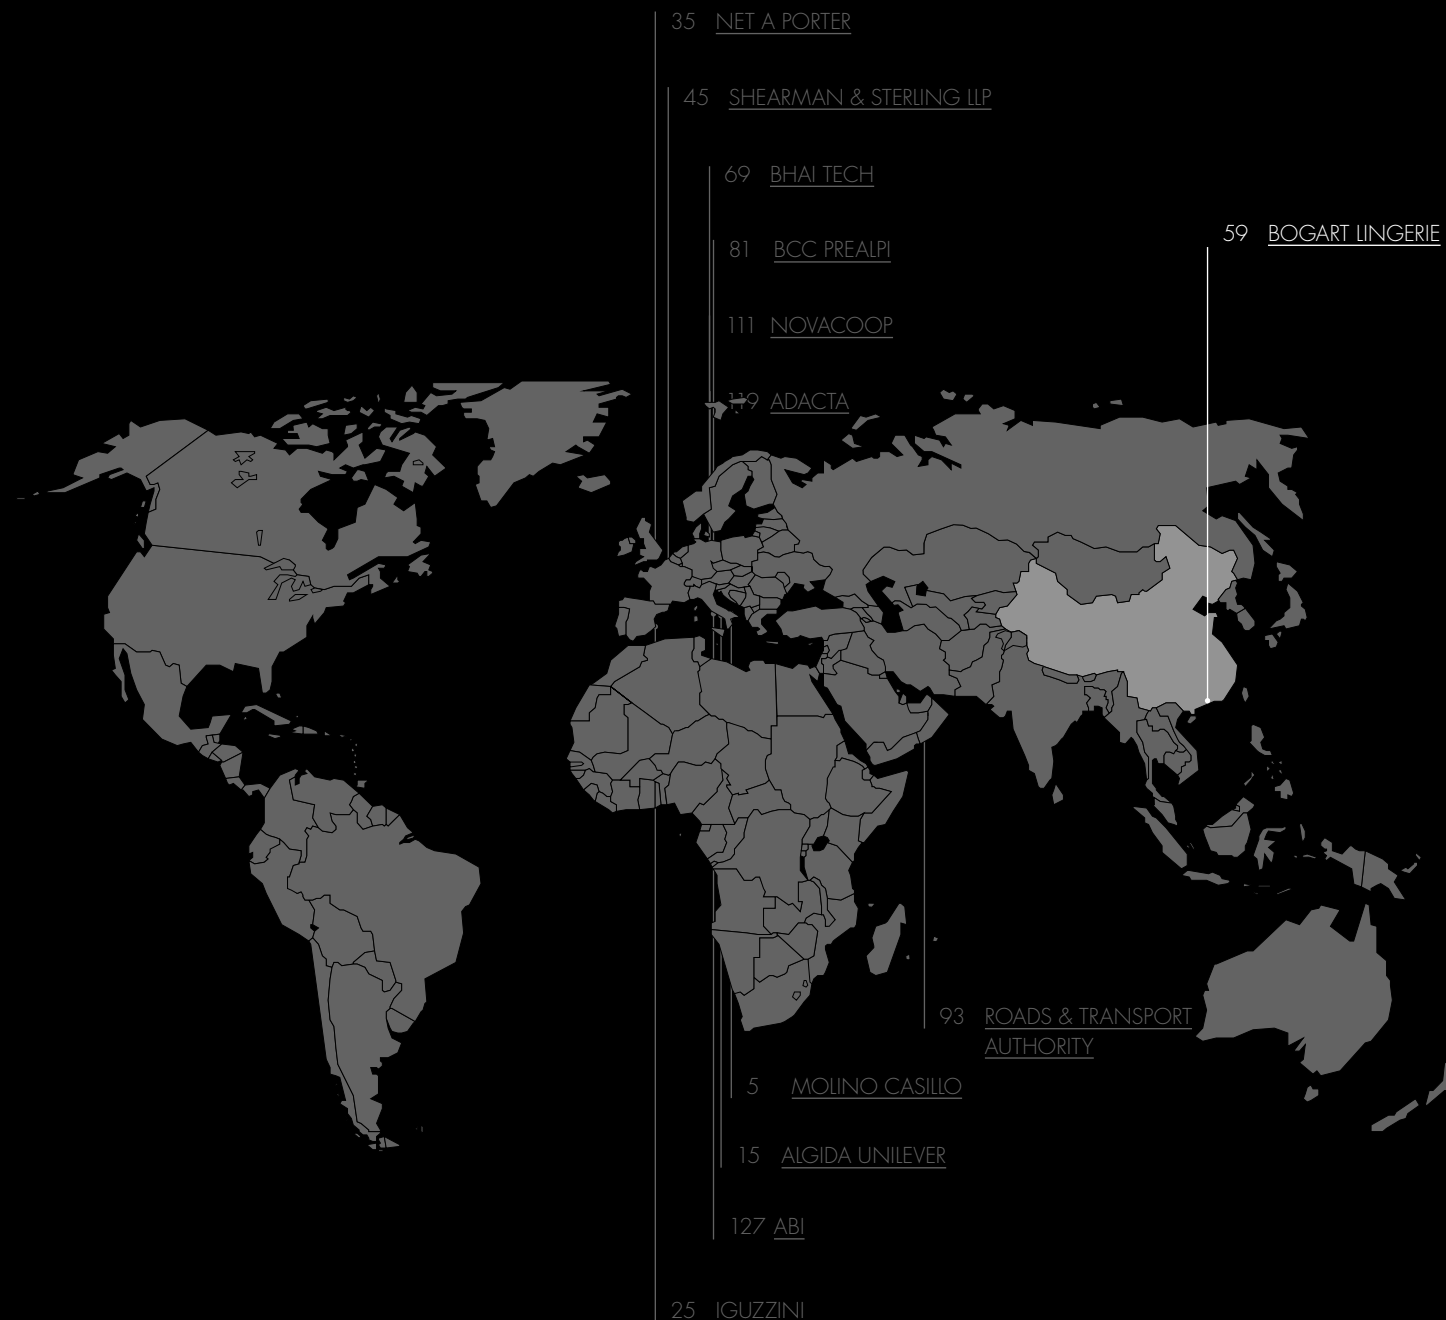 35 NET A PORTER
45 SHEARMAN & STERLING LLP
69 BHAI TECH
59 BOGART LINGERIE
81 BCC PREALPI
111 NOVACOOP
119 ADACTA
93 ROADS & TRANSPORT
AUTHORITY
5 MOLINO CASILLO
15 ALGIDA UNILEVER
127 ABI
25 IGUZZINI